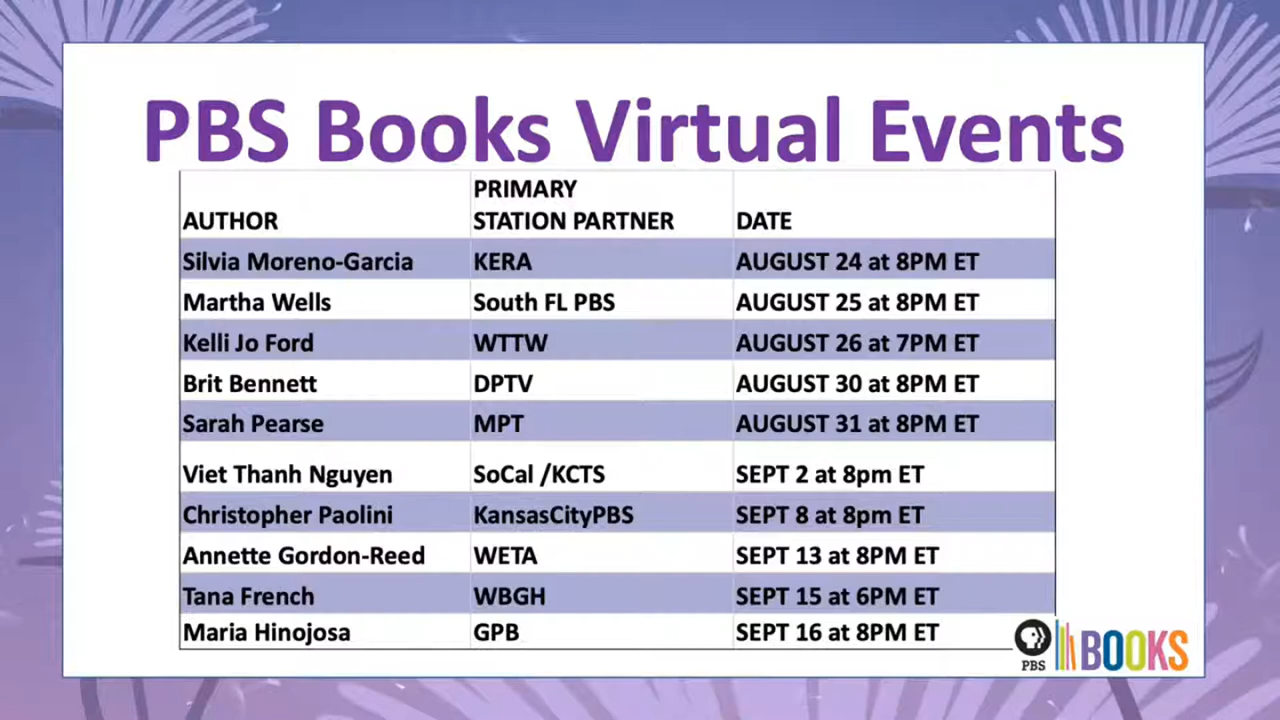 PBS Books Virtual Events
PRIMARY
AUTHOR STATION PARTNER DATE
Silvia Moreno-Garcia KERA AUGUST 24 at 8PM ET
Martha Wells South FL PBS AUGUST 25 at 8PM ET
Kelli Jo Ford WTTW AUGUST 26 at 7PM ET
Brit Bennett DPTV AUGUST 30 at 8PM ET
Sarah Pearse MPT AUGUST 31 at 8PM ET
Viet Thanh Nguyen SoCal /KCTS SEPT 2 at 8pm ET
Christopher Paolini KansasCityPBS SEPT 8 at 8pm ET
Annette Gordon-Reed WETA SEPT 13 at 8PM ET
Tana French WBGH SEPT 15 at 6PM ET
Maria Hinojosa GPB SEPT 16 at 8PM ET
PBS BOOKS